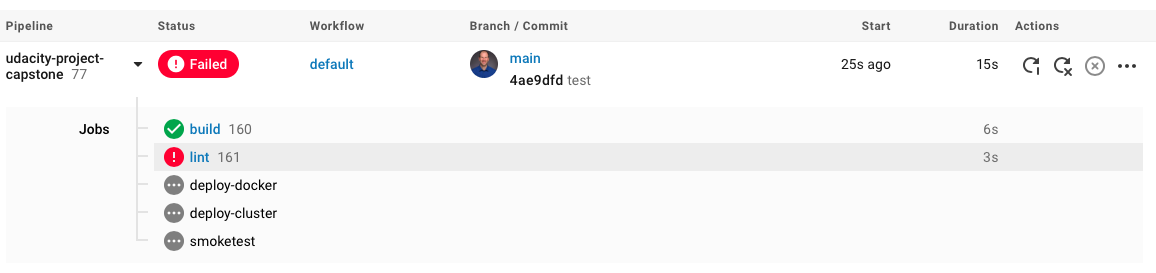 Pipeline Status Workflow Branch / Commit Start Duration Actions
udacity-project-capstone 77 Failed default main 25s ago 15s
4ae9dfd test
Jobs build 160 6s
lint 161 3s
deploy-docker
deploy-cluster
smoketest